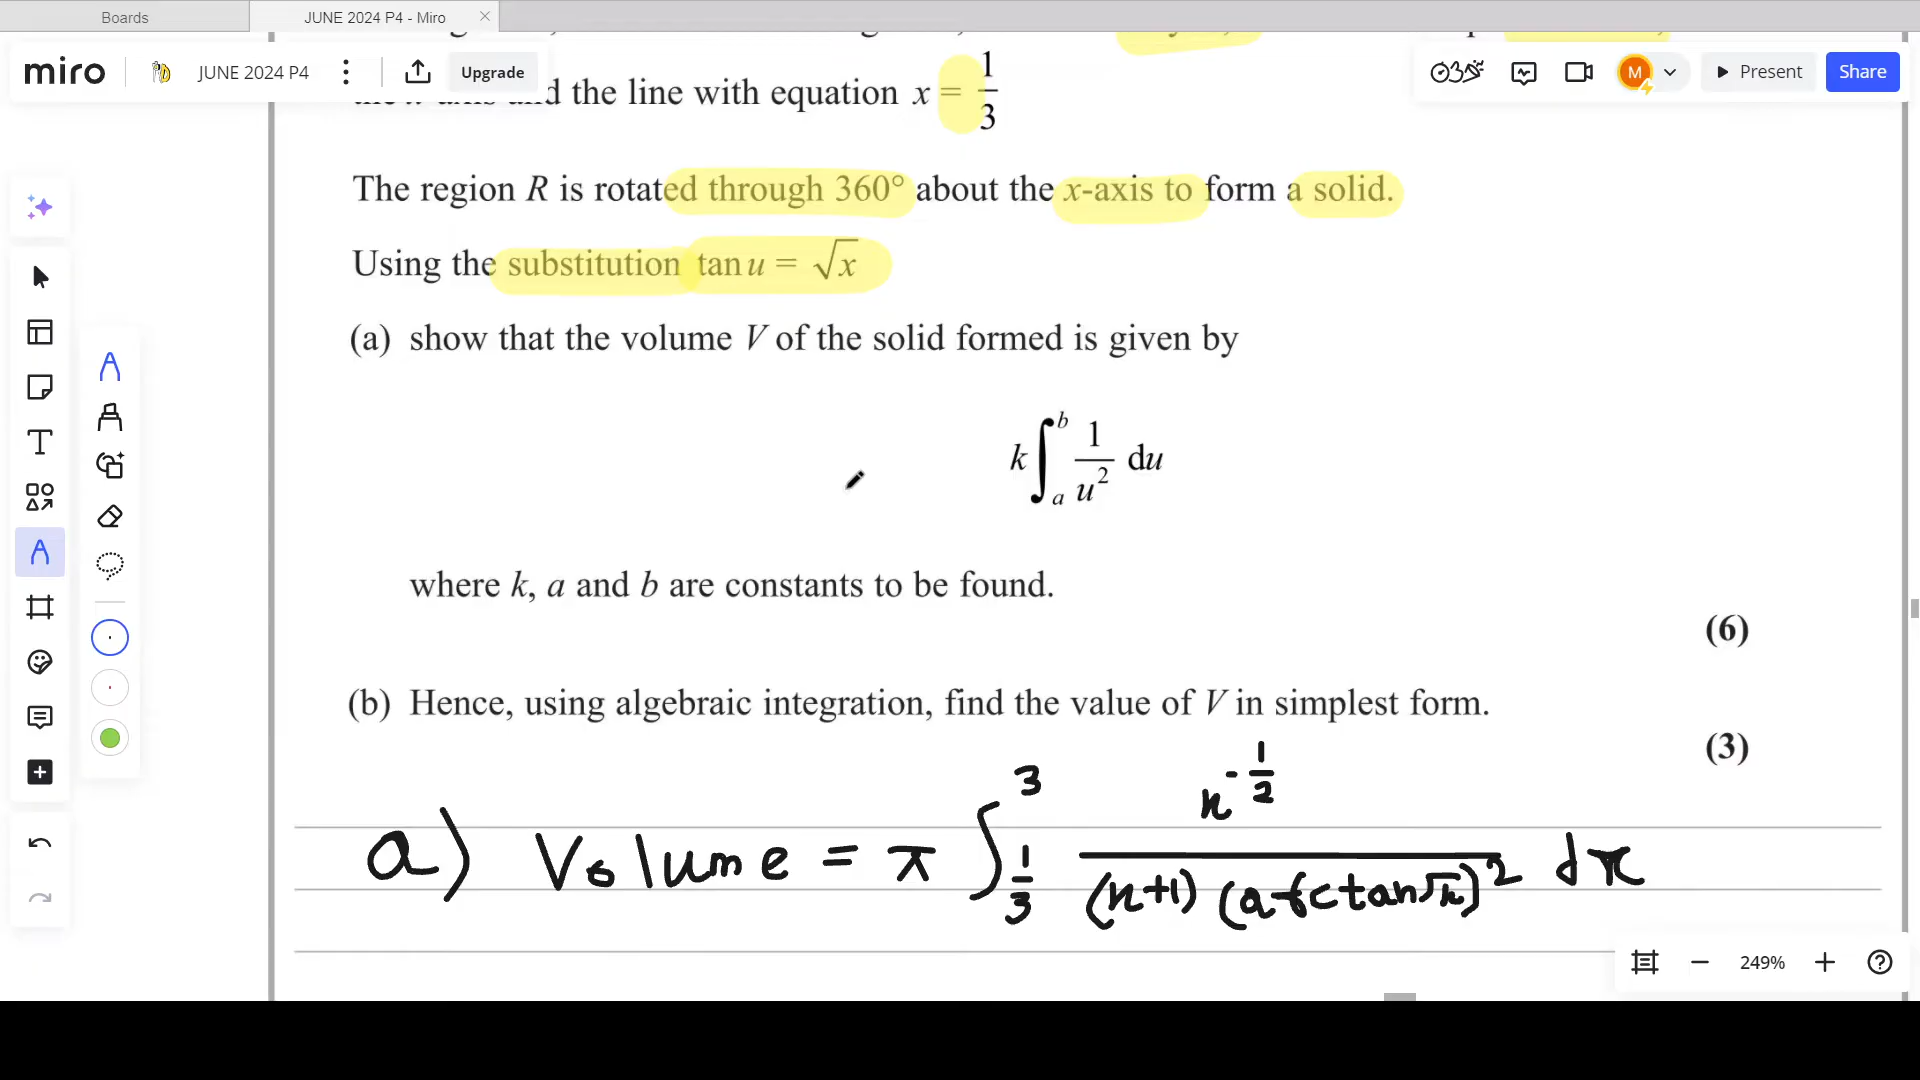 Boards
JUNE 2024 P4 - Miro
miro
JUNE 2024 P4
Upgrade
M
Present
Share
and the line with equation x = 1/3
The region R is rotated through 360° about the x-axis to form a solid.
Using the substitution tan u = √x
(a) show that the volume V of the solid formed is given by
k ∫_a^b 1/u² du
where k, a and b are constants to be found.
(6)
(b) Hence, using algebraic integration, find the value of V in simplest form.
(3)
a) Volume = π ∫_{1/3}^{3} x^{-1/2} / ((x+1) (arctan√x)²) dx
249%